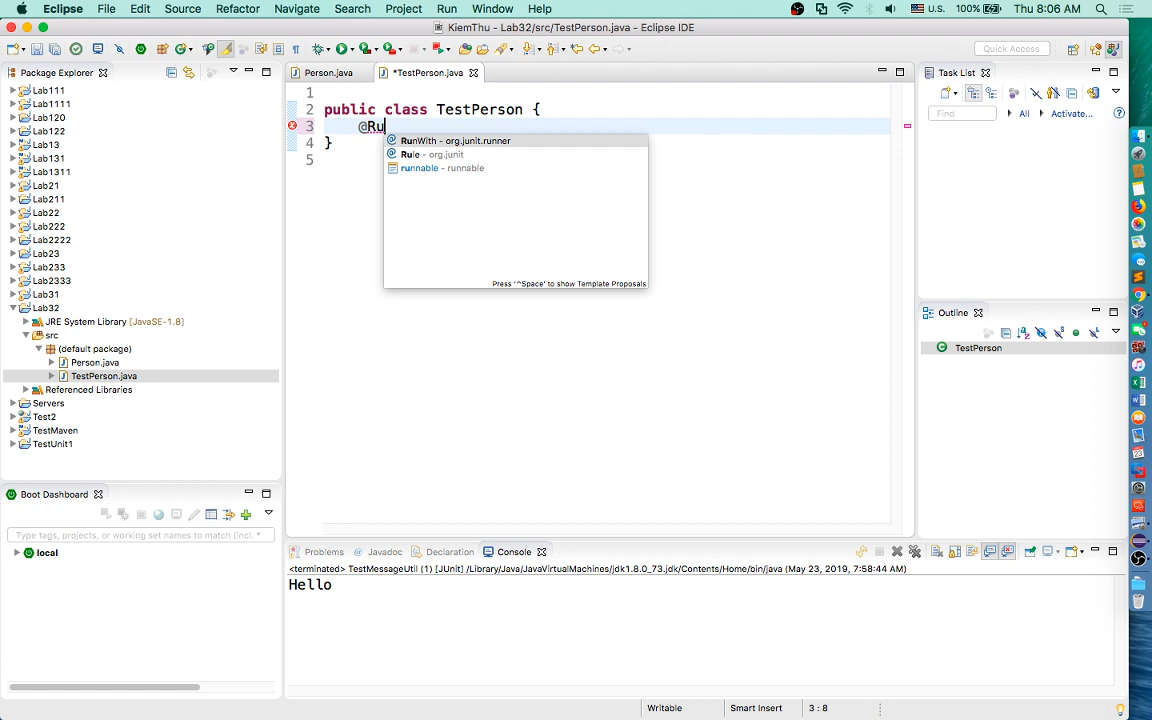 Eclipse File Edit Source Refactor Navigate Search Project Run Window Help U.S. 100% Thu 8:06 AM
KiemThu - Lab32/src/TestPerson.java - Eclipse IDE
Quick Access
Package Explorer
Lab111
Lab1111
Lab120
Lab122
Lab13
Lab131
Lab1311
Lab21
Lab211
Lab22
Lab222
Lab2222
Lab23
Lab233
Lab2333
Lab31
Lab32
JRE System Library [JavaSE-1.8]
src
(default package)
Person.java
TestPerson.java
Referenced Libraries
Servers
Test2
TestMaven
TestUnit1
Boot Dashboard
Type tags, projects, or working set names to match (incl. *
local
Person.java *TestPerson.java
1
2 public class TestPerson {
3 @Ru
4 }
5
RunWith - org.junit.runner
Rule - org.junit
runnable - runnable
Press '^Space' to show Template Proposals
Problems Javadoc Declaration Console
<terminated> TestMessageUtil (1) [JUnit] /Library/Java/JavaVirtualMachines/jdk1.8.0_73.jdk/Contents/Home/bin/java (May 23, 2019, 7:58:44 AM)
Hello
Task List
Find All Activate...
Outline
TestPerson
Writable Smart Insert 3 : 8